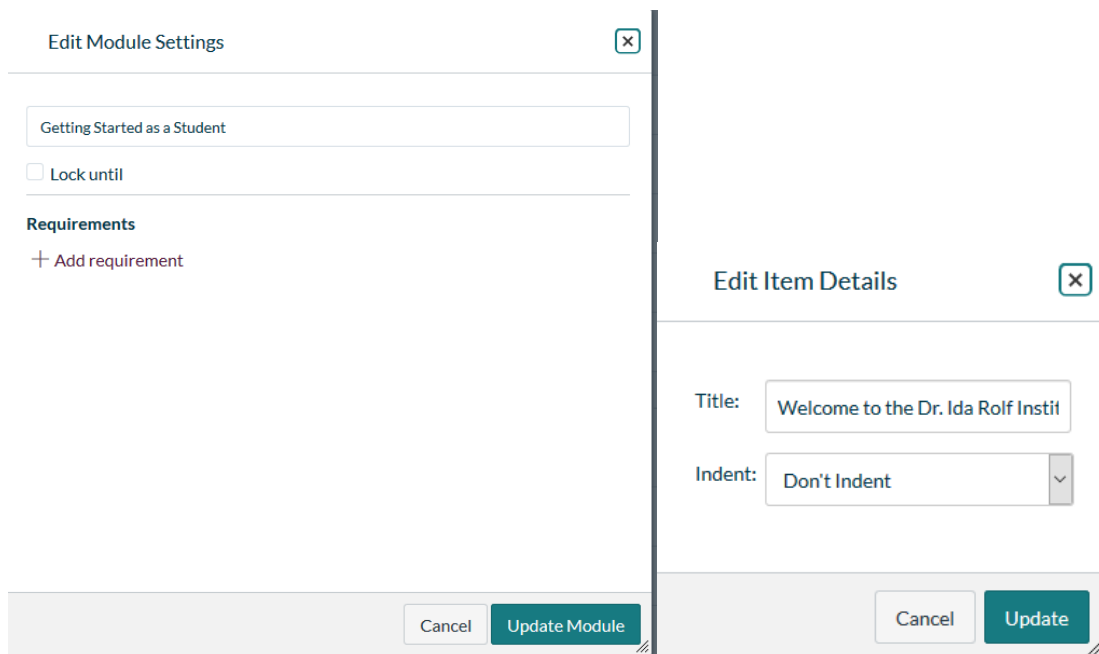 Edit Module Settings
Getting Started as a Student
Lock until
Requirements
+ Add requirement
Cancel
Update Module
Edit Item Details
Title:
Welcome to the Dr. Ida Rolf Instit
Indent:
Don't Indent
Cancel
Update